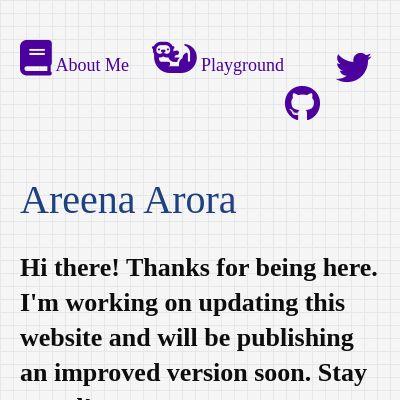 About Me
Playground
Areena Arora
Hi there! Thanks for being here.
I'm working on updating this
website and will be publishing
an improved version soon. Stay